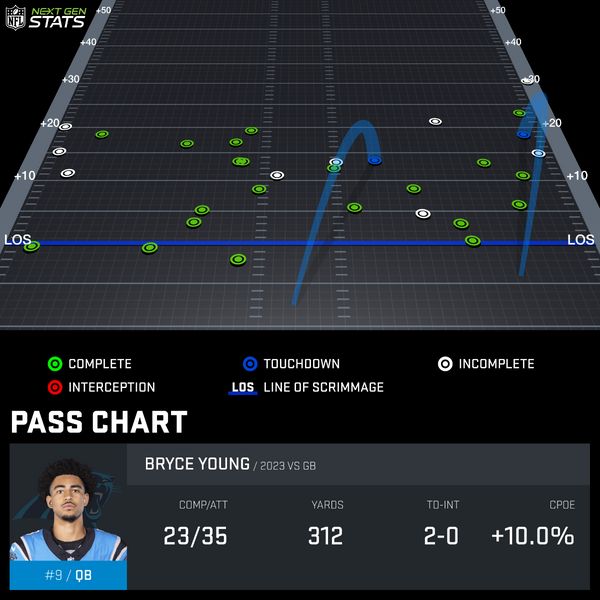 NFL NEXT GEN
STATS
+50 +50
+40 +40
+30 +30
+20 +20
+10 +10
LOS LOS
COMPLETE TOUCHDOWN INCOMPLETE
INTERCEPTION LOS LINE OF SCRIMMAGE
PASS CHART
BRYCE YOUNG / 2023 VS GB
COMP/ATT YARDS TD-INT CPOE
23/35 312 2-0 +10.0%
#9 / QB